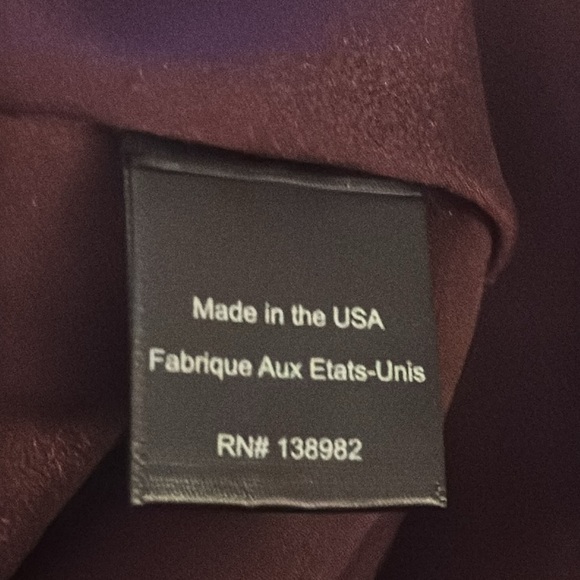 Made in the USA
Fabrique Aux Etats-Unis
RN# 138982